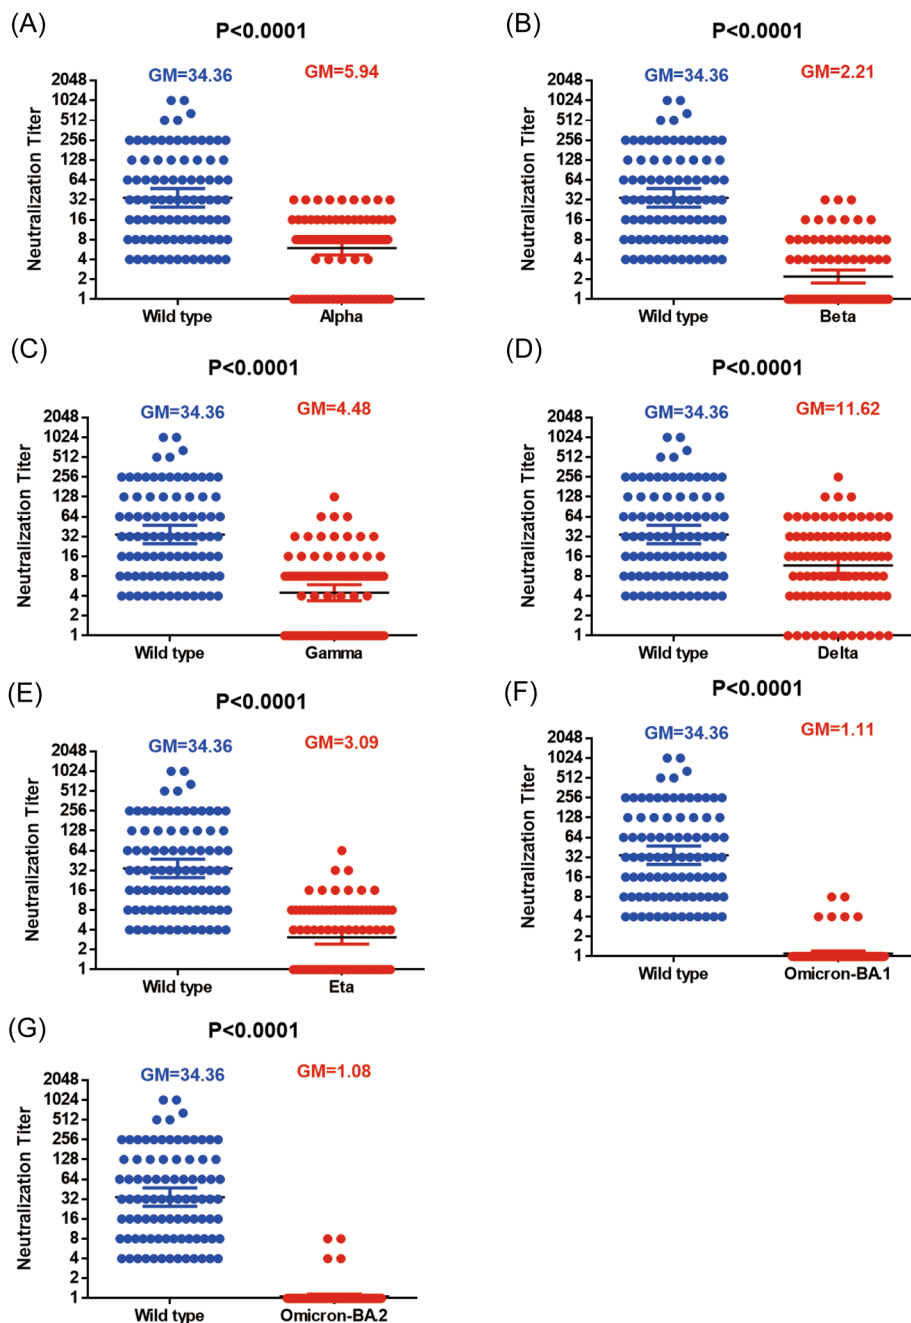 (A)
P<0.0001
GM=34.36 GM=5.94
Neutralization Titer
2048
1024
512
256
128
64
32
16
8
4
2
1
Wild type Alpha
(B)
P<0.0001
GM=34.36 GM=2.21
Neutralization Titer
2048
1024
512
256
128
64
32
16
8
4
2
1
Wild type Beta
(C)
P<0.0001
GM=34.36 GM=4.48
Neutralization Titer
2048
1024
512
256
128
64
32
16
8
4
2
1
Wild type Gamma
(D)
P<0.0001
GM=34.36 GM=11.62
Neutralization Titer
2048
1024
512
256
128
64
32
16
8
4
2
1
Wild type Delta
(E)
P<0.0001
GM=34.36 GM=3.09
Neutralization Titer
2048
1024
512
256
128
64
32
16
8
4
2
1
Wild type Eta
(F)
P<0.0001
GM=34.36 GM=1.11
Neutralization Titer
2048
1024
512
256
128
64
32
16
8
4
2
1
Wild type Omicron-BA.1
(G)
P<0.0001
GM=34.36 GM=1.08
Neutralization Titer
2048
1024
512
256
128
64
32
16
8
4
2
1
Wild type Omicron-BA.2